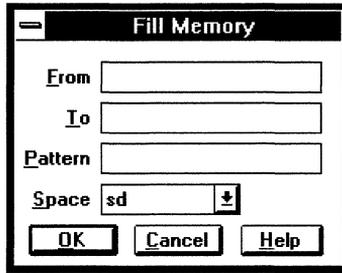 Fill Memory
From
To
Pattern
Space sd
OK Cancel Help